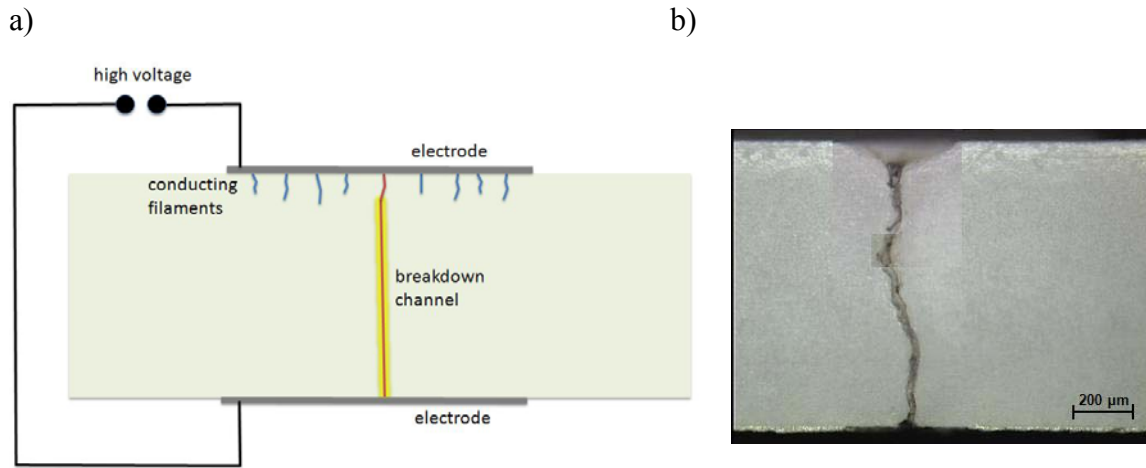 a)
b)
high voltage
electrode
conducting
filaments
breakdown
channel
electrode
200 µm